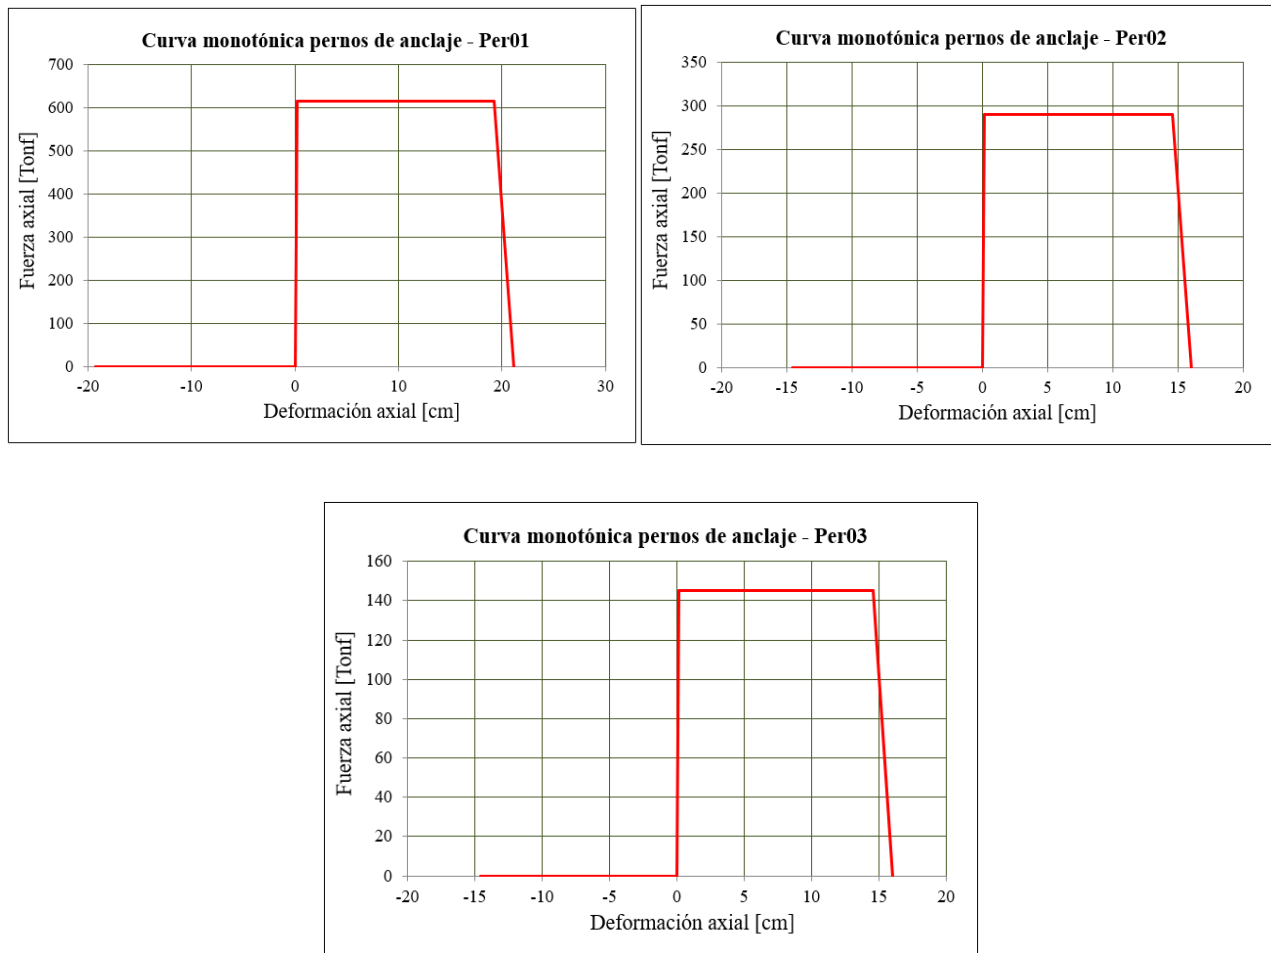 Curva monotónica pernos de anclaje - Per01
700
600
500
400
300
200
100
0
-20 -10 0 10 20 30
Fuerza axial [Tonf]
Deformación axial [cm]
Curva monotónica pernos de anclaje - Per02
350
300
250
200
150
100
50
0
-20 -15 -10 -5 0 5 10 15 20
Fuerza axial [Tonf]
Deformación axial [cm]
Curva monotónica pernos de anclaje - Per03
160
140
120
100
80
60
40
20
0
-20 -15 -10 -5 0 5 10 15 20
Fuerza axial [Tonf]
Deformación axial [cm]